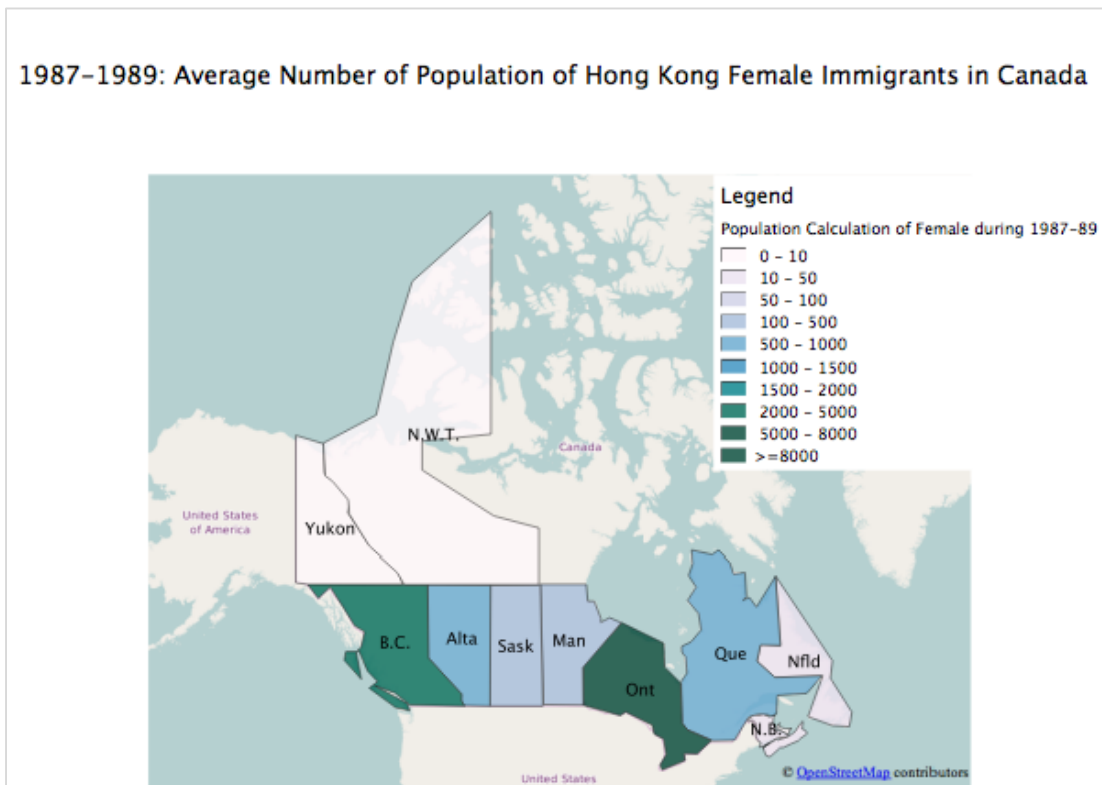 1987-1989: Average Number of Population of Hong Kong Female Immigrants in Canada
Legend
Population Calculation of Female during 1987-89
0 - 10
10 - 50
50 - 100
100 - 500
500 - 1000
1000 - 1500
1500 - 2000
2000 - 5000
5000 - 8000
>=8000
N.W.T.
Canada
United States
of America
Yukon
B.C.
Alta
Sask
Man
Ont
Que
Nfld
N.B.
United States
© OpenStreetMap contributors